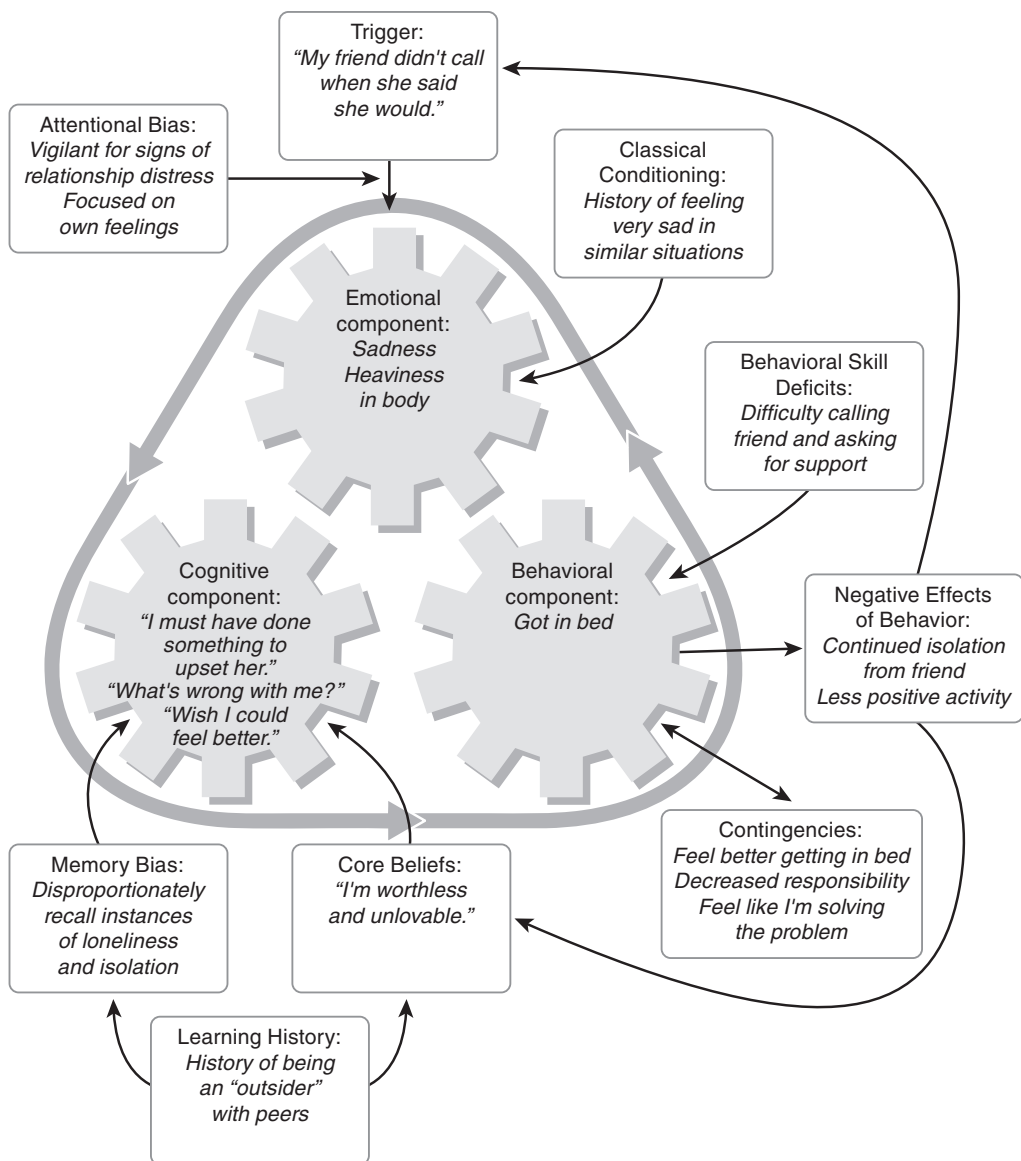 Trigger:
“My friend didn't call
when she said
she would.”
Attentional Bias:
Vigilant for signs of
relationship distress
Focused on
own feelings
Classical
Conditioning:
History of feeling
very sad in
similar situations
Emotional
component:
Sadness
Heaviness
in body
Behavioral Skill
Deficits:
Difficulty calling
friend and asking
for support
Cognitive
component:
“I must have done
something to
upset her.”
“What's wrong with me?”
“Wish I could
feel better.”
Behavioral
component:
Got in bed
Negative Effects
of Behavior:
Continued isolation
from friend
Less positive activity
Memory Bias:
Disproportionately
recall instances
of loneliness
and isolation
Core Beliefs:
“I'm worthless
and unlovable.”
Contingencies:
Feel better getting in bed
Decreased responsibility
Feel like I'm solving
the problem
Learning History:
History of being
an “outsider”
with peers